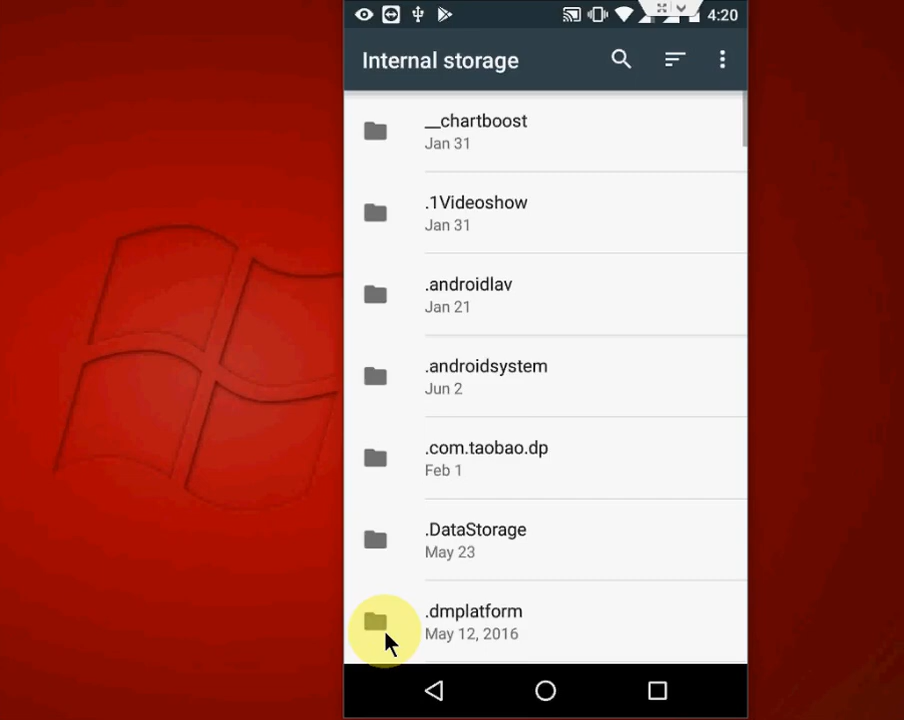 4:20
Internal storage
__chartboost
Jan 31
.1Videoshow
Jan 31
.androidlav
Jan 21
.androidsystem
Jun 2
.com.taobao.dp
Feb 1
.DataStorage
May 23
.dmplatform
May 12, 2016